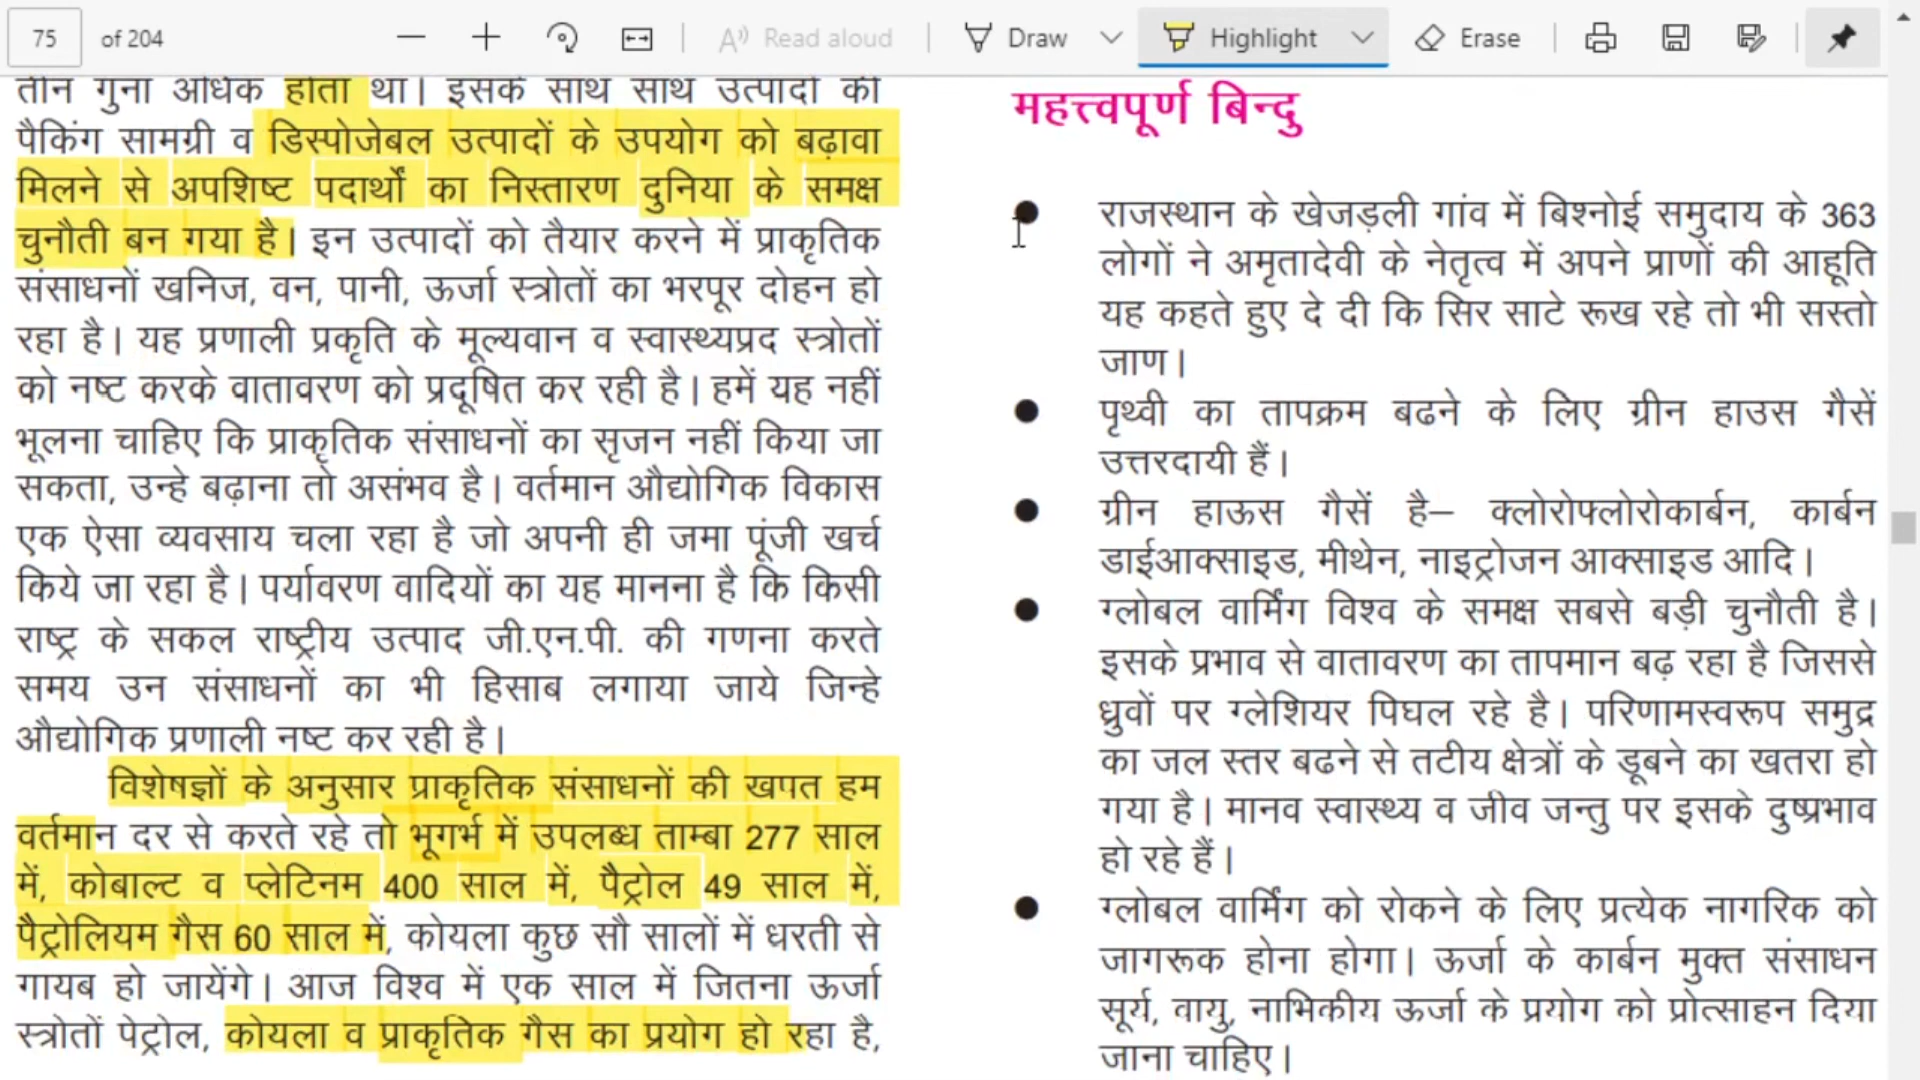 75 of 204 Read aloud Draw Highlight Erase
तीन गुना अधिक होता था। इसके साथ साथ उत्पादों की
पैकिंग सामग्री व डिस्पोजेबल उत्पादों के उपयोग को बढ़ावा
मिलने से अपशिष्ट पदार्थों का निस्तारण दुनिया के समक्ष
चुनौती बन गया है। इन उत्पादों को तैयार करने में प्राकृतिक
संसाधनों खनिज, वन, पानी, ऊर्जा स्त्रोतों का भरपूर दोहन हो
रहा है। यह प्रणाली प्रकृति के मूल्यवान व स्वास्थ्यप्रद स्त्रोतों
को नष्ट करके वातावरण को प्रदूषित कर रही है। हमें यह नहीं
भूलना चाहिए कि प्राकृतिक संसाधनों का सृजन नहीं किया जा
सकता, उन्हे बढ़ाना तो असंभव है। वर्तमान औद्योगिक विकास
एक ऐसा व्यवसाय चला रहा है जो अपनी ही जमा पूंजी खर्च
किये जा रहा है। पर्यावरण वादियों का यह मानना है कि किसी
राष्ट्र के सकल राष्ट्रीय उत्पाद जी.एन.पी. की गणना करते
समय उन संसाधनों का भी हिसाब लगाया जाये जिन्हे
औद्योगिक प्रणाली नष्ट कर रही है।
विशेषज्ञों के अनुसार प्राकृतिक संसाधनों की खपत हम
वर्तमान दर से करते रहे तो भूगर्भ में उपलब्ध ताम्बा 277 साल
में, कोबाल्ट व प्लेटिनम 400 साल में, पैट्रोल 49 साल में,
पैट्रोलियम गैस 60 साल में, कोयला कुछ सौ सालों में धरती से
गायब हो जायेंगे। आज विश्व में एक साल में जितना ऊर्जा
स्त्रोतों पेट्रोल, कोयला व प्राकृतिक गैस का प्रयोग हो रहा है,
महत्त्वपूर्ण बिन्दु
● राजस्थान के खेजड़ली गांव में बिश्नोई समुदाय के 363
लोगों ने अमृतादेवी के नेतृत्व में अपने प्राणों की आहूति
यह कहते हुए दे दी कि सिर साटे रूख रहे तो भी सस्तो
जाण।
● पृथ्वी का तापक्रम बढने के लिए ग्रीन हाउस गैसें
उत्तरदायी हैं।
● ग्रीन हाऊस गैसें है– क्लोरोफ्लोरोकार्बन, कार्बन
डाईआक्साइड, मीथेन, नाइट्रोजन आक्साइड आदि।
● ग्लोबल वार्मिंग विश्व के समक्ष सबसे बड़ी चुनौती है।
इसके प्रभाव से वातावरण का तापमान बढ़ रहा है जिससे
ध्रुवों पर ग्लेशियर पिघल रहे है। परिणामस्वरूप समुद्र
का जल स्तर बढने से तटीय क्षेत्रों के डूबने का खतरा हो
गया है। मानव स्वास्थ्य व जीव जन्तु पर इसके दुष्प्रभाव
हो रहे हैं।
● ग्लोबल वार्मिंग को रोकने के लिए प्रत्येक नागरिक को
जागरूक होना होगा। ऊर्जा के कार्बन मुक्त संसाधन
सूर्य, वायु, नाभिकीय ऊर्जा के प्रयोग को प्रोत्साहन दिया
जाना चाहिए।